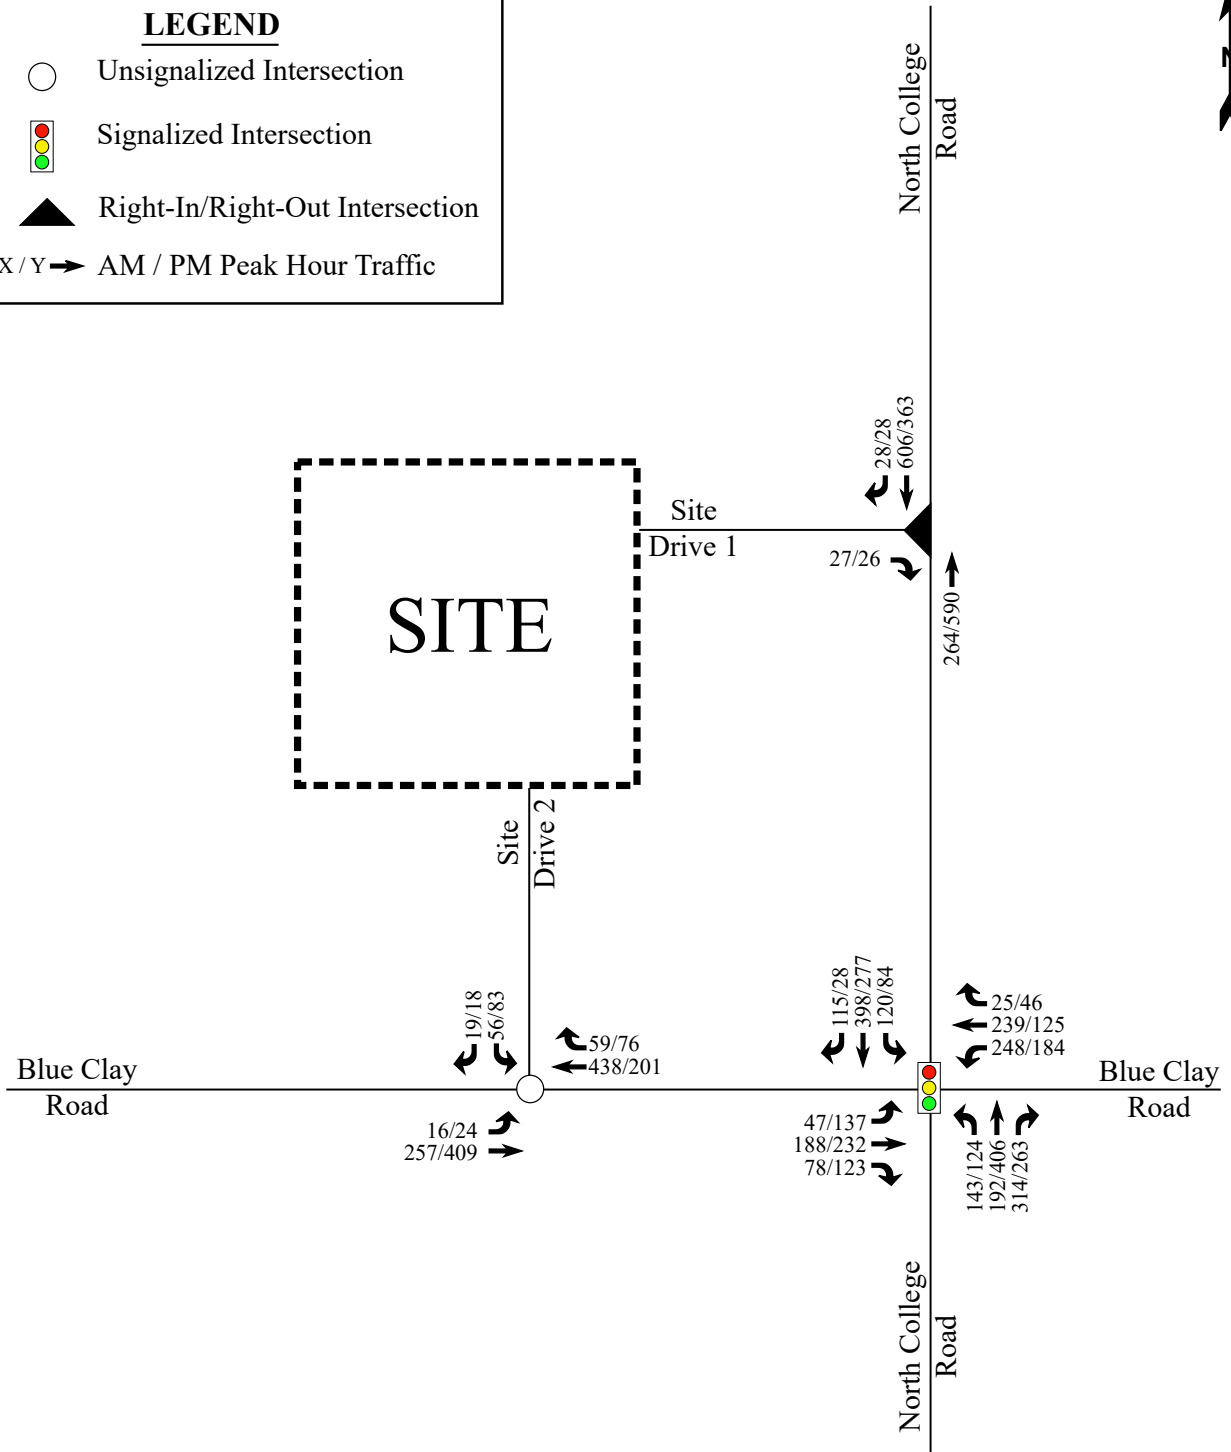 LEGEND
Unsignalized Intersection
Signalized Intersection
Right-In/Right-Out Intersection
X / Y AM / PM Peak Hour Traffic
N
North College
Road
28/28
606/363
Site
Drive 1
27/26
264/590
SITE
Site
Drive 2
19/18
56/83
59/76
438/201
Blue Clay
Road
16/24
257/409
115/28
398/277
120/84
25/46
239/125
248/184
Blue Clay
Road
47/137
188/232
78/123
143/124
192/406
314/263
North College
Road